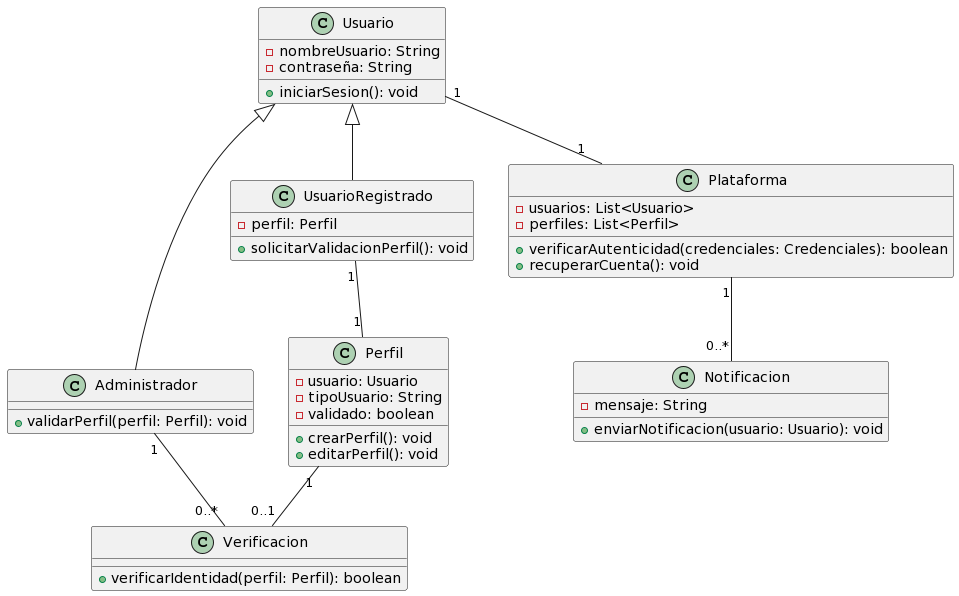 C Usuario
nombreUsuario: String
contraseña: String
iniciarSesion(): void
1
1
C UsuarioRegistrado
perfil: Perfil
solicitarValidacionPerfil(): void
C Plataforma
usuarios: List<Usuario>
perfiles: List<Perfil>
verificarAutenticidad(credenciales: Credenciales): boolean
recuperarCuenta(): void
1
1
1
0..*
C Perfil
usuario: Usuario
tipoUsuario: String
validado: boolean
crearPerfil(): void
editarPerfil(): void
C Administrador
validarPerfil(perfil: Perfil): void
C Notificacion
mensaje: String
enviarNotificacion(usuario: Usuario): void
1
1
0..*
0..1
C Verificacion
verificarIdentidad(perfil: Perfil): boolean